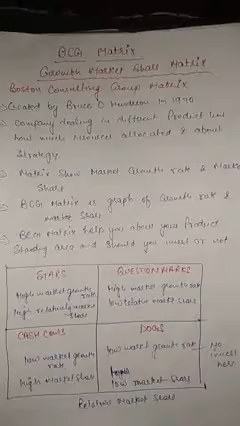 BCG Matrix
Growth Market Share Matrix
Boston Consulting Group Matrix
Created by Bruce D Henderson in 1970
Company dealing in different Product line
how much resources allocated & about
Strategy
Matrix Show Market Growth rate & Market
Share
BCG Matrix is graph of Growth rate &
market Share
BCG Matrix help you about your Product
Standing area and should you invest or not
STARS
High market growth
rate
High relatively market
share
QUESTION MARKS
High market growth rate
low relative market share
CASH COWS
low market growth
rate
High market share
DOGS
low market growth rate
low market share
No
invest
here
Relative market share